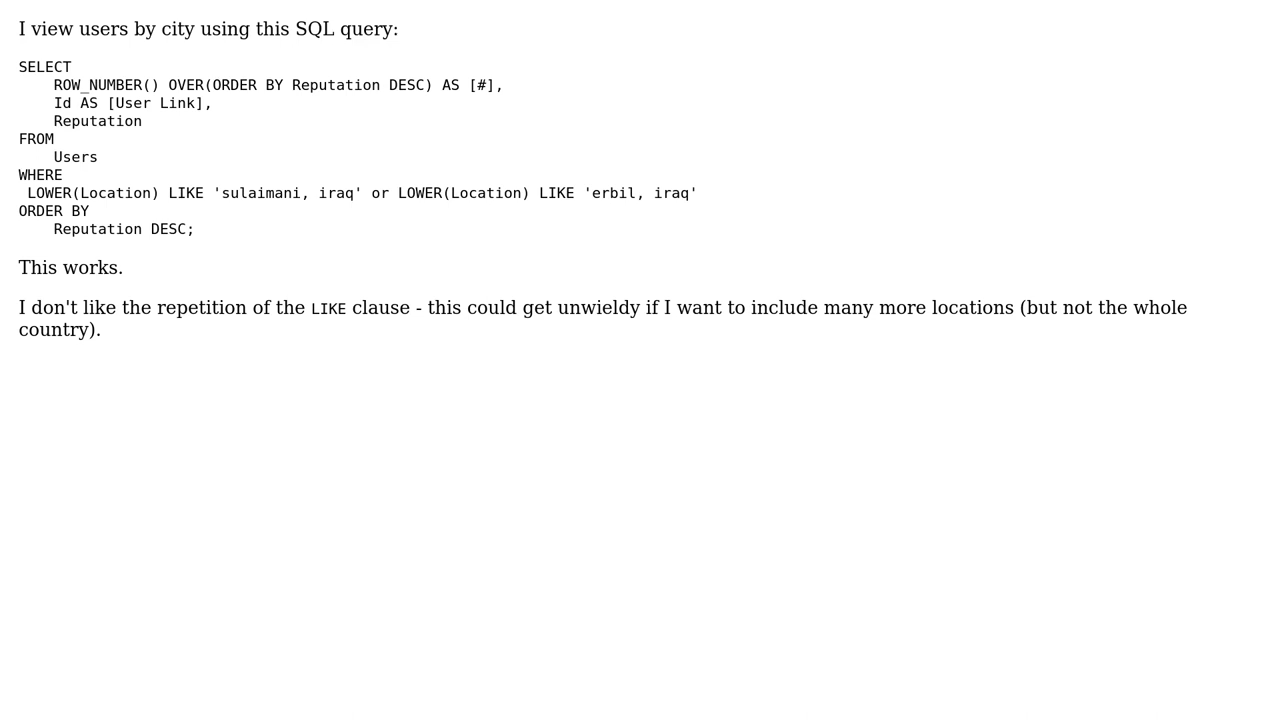 I view users by city using this SQL query:
SELECT
    ROW_NUMBER() OVER(ORDER BY Reputation DESC) AS [#],
    Id AS [User Link],
    Reputation
FROM
    Users
WHERE
 LOWER(Location) LIKE 'sulaimani, iraq' or LOWER(Location) LIKE 'erbil, iraq'
ORDER BY
    Reputation DESC;
This works.
I don't like the repetition of the LIKE clause - this could get unwieldy if I want to include many more locations (but not the whole
country).